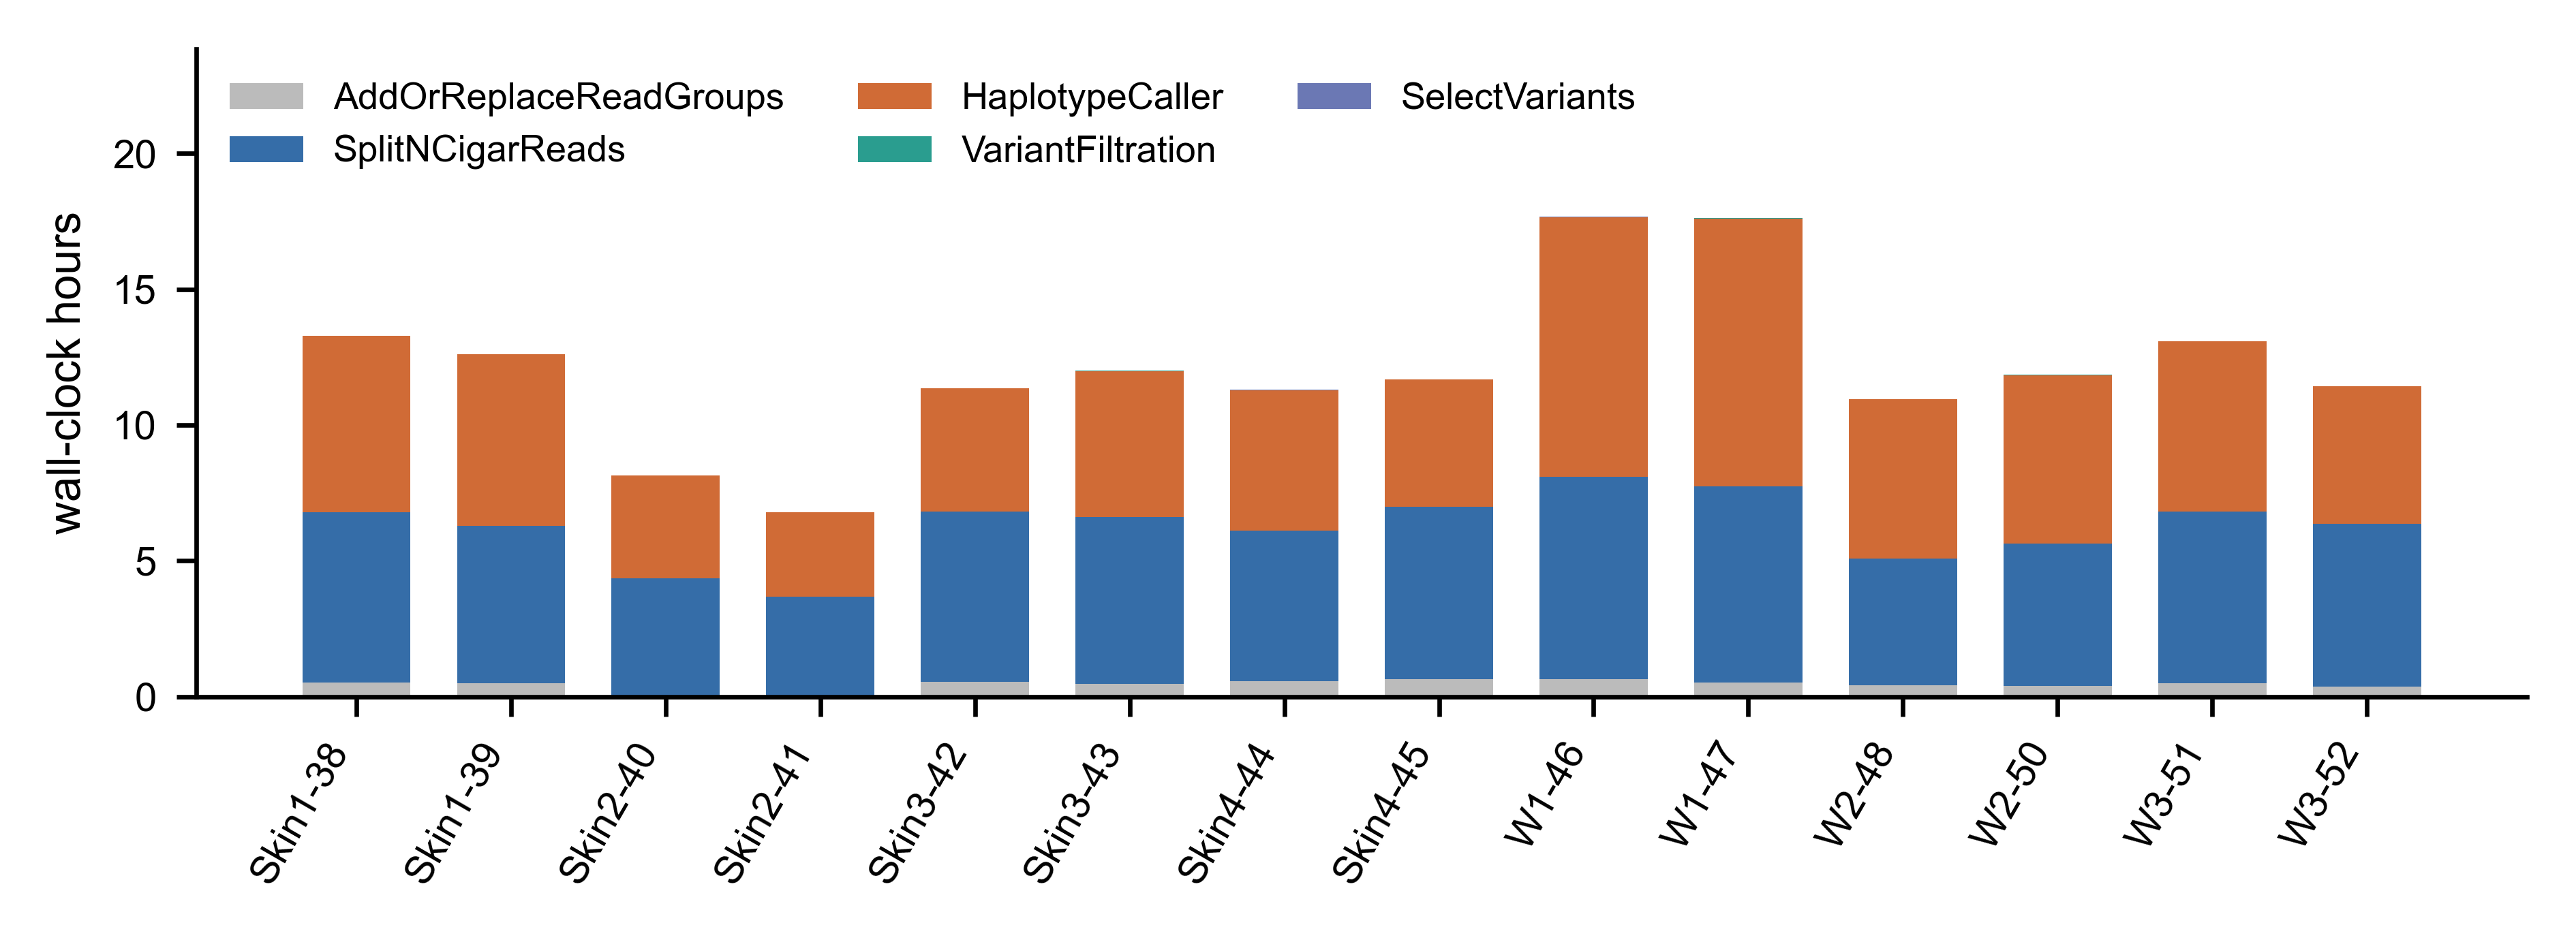 AddOrReplaceReadGroups HaplotypeCaller SelectVariants
SplitNCigarReads VariantFiltration
wall-clock hours
20
15
10
5
0
Skin1-38 Skin1-39 Skin2-40 Skin2-41 Skin3-42 Skin3-43 Skin4-44 Skin4-45 W1-46 W1-47 W2-48 W2-50 W3-51 W3-52